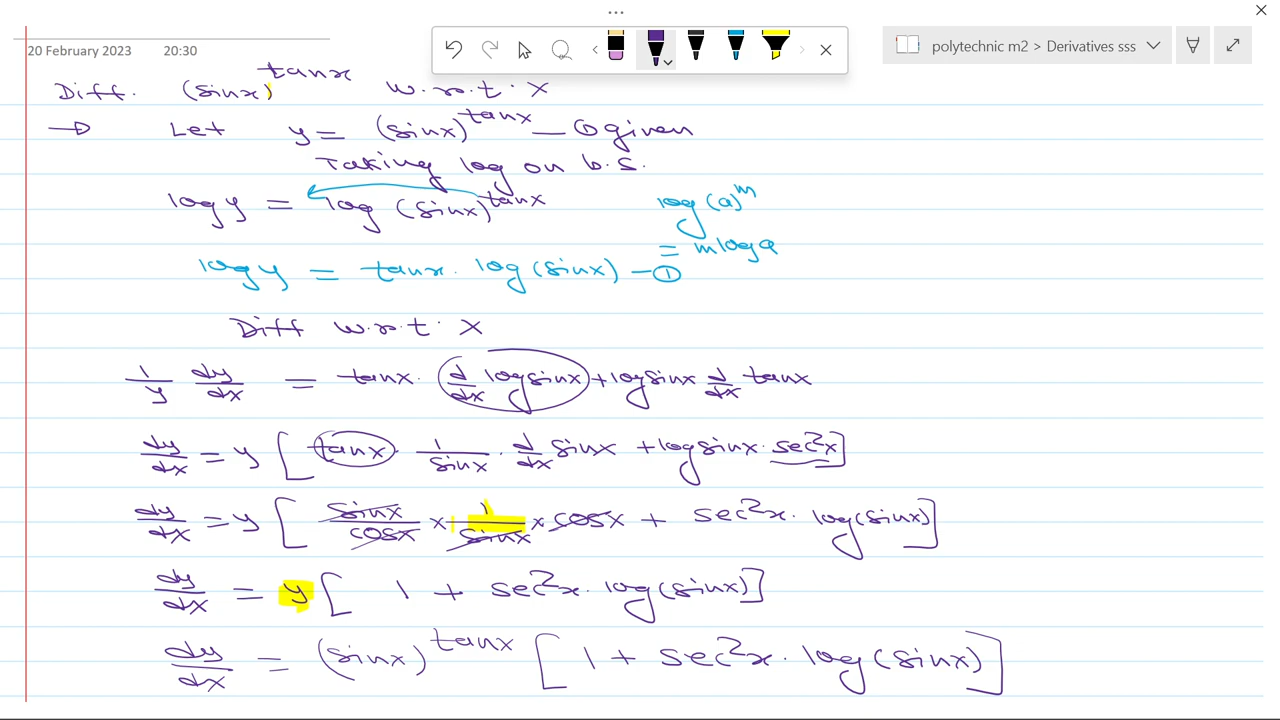 polytechnic m2 > Derivatives sss
20 February 2023 20:30
Diff. (sinx)^tanx w.r.t. x
→ Let y = (sinx)^tanx — ① given
Taking log on b.s.
log y = log (sinx)^tanx log(a)^m
= m log a
log y = tanx . log (sinx) — ①
Diff w.r.t. x
1/y dy/dx = tanx . d/dx logsinx + logsinx d/dx tanx
dy/dx = y [ tanx . 1/sinx . d/dx sinx + logsinx . sec²x ]
dy/dx = y [ sinx/cosx × 1/sinx × cosx + sec²x . log(sinx) ]
dy/dx = y [ 1 + sec²x . log(sinx) ]
dy/dx = (sinx)^tanx [ 1 + sec²x . log(sinx) ]